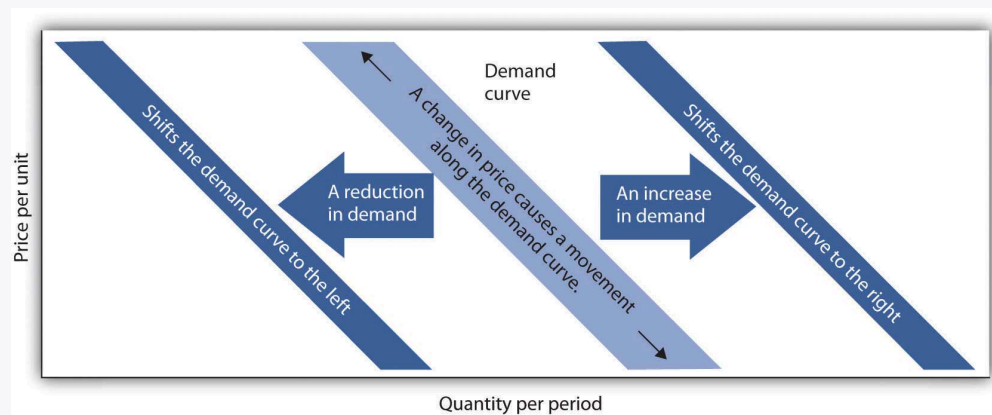 Price per unit
Shifts the demand curve to the left
A reduction
in demand
Demand
curve
A change in price causes a movement
along the demand curve.
An increase
in demand
Shifts the demand curve to the right
Quantity per period